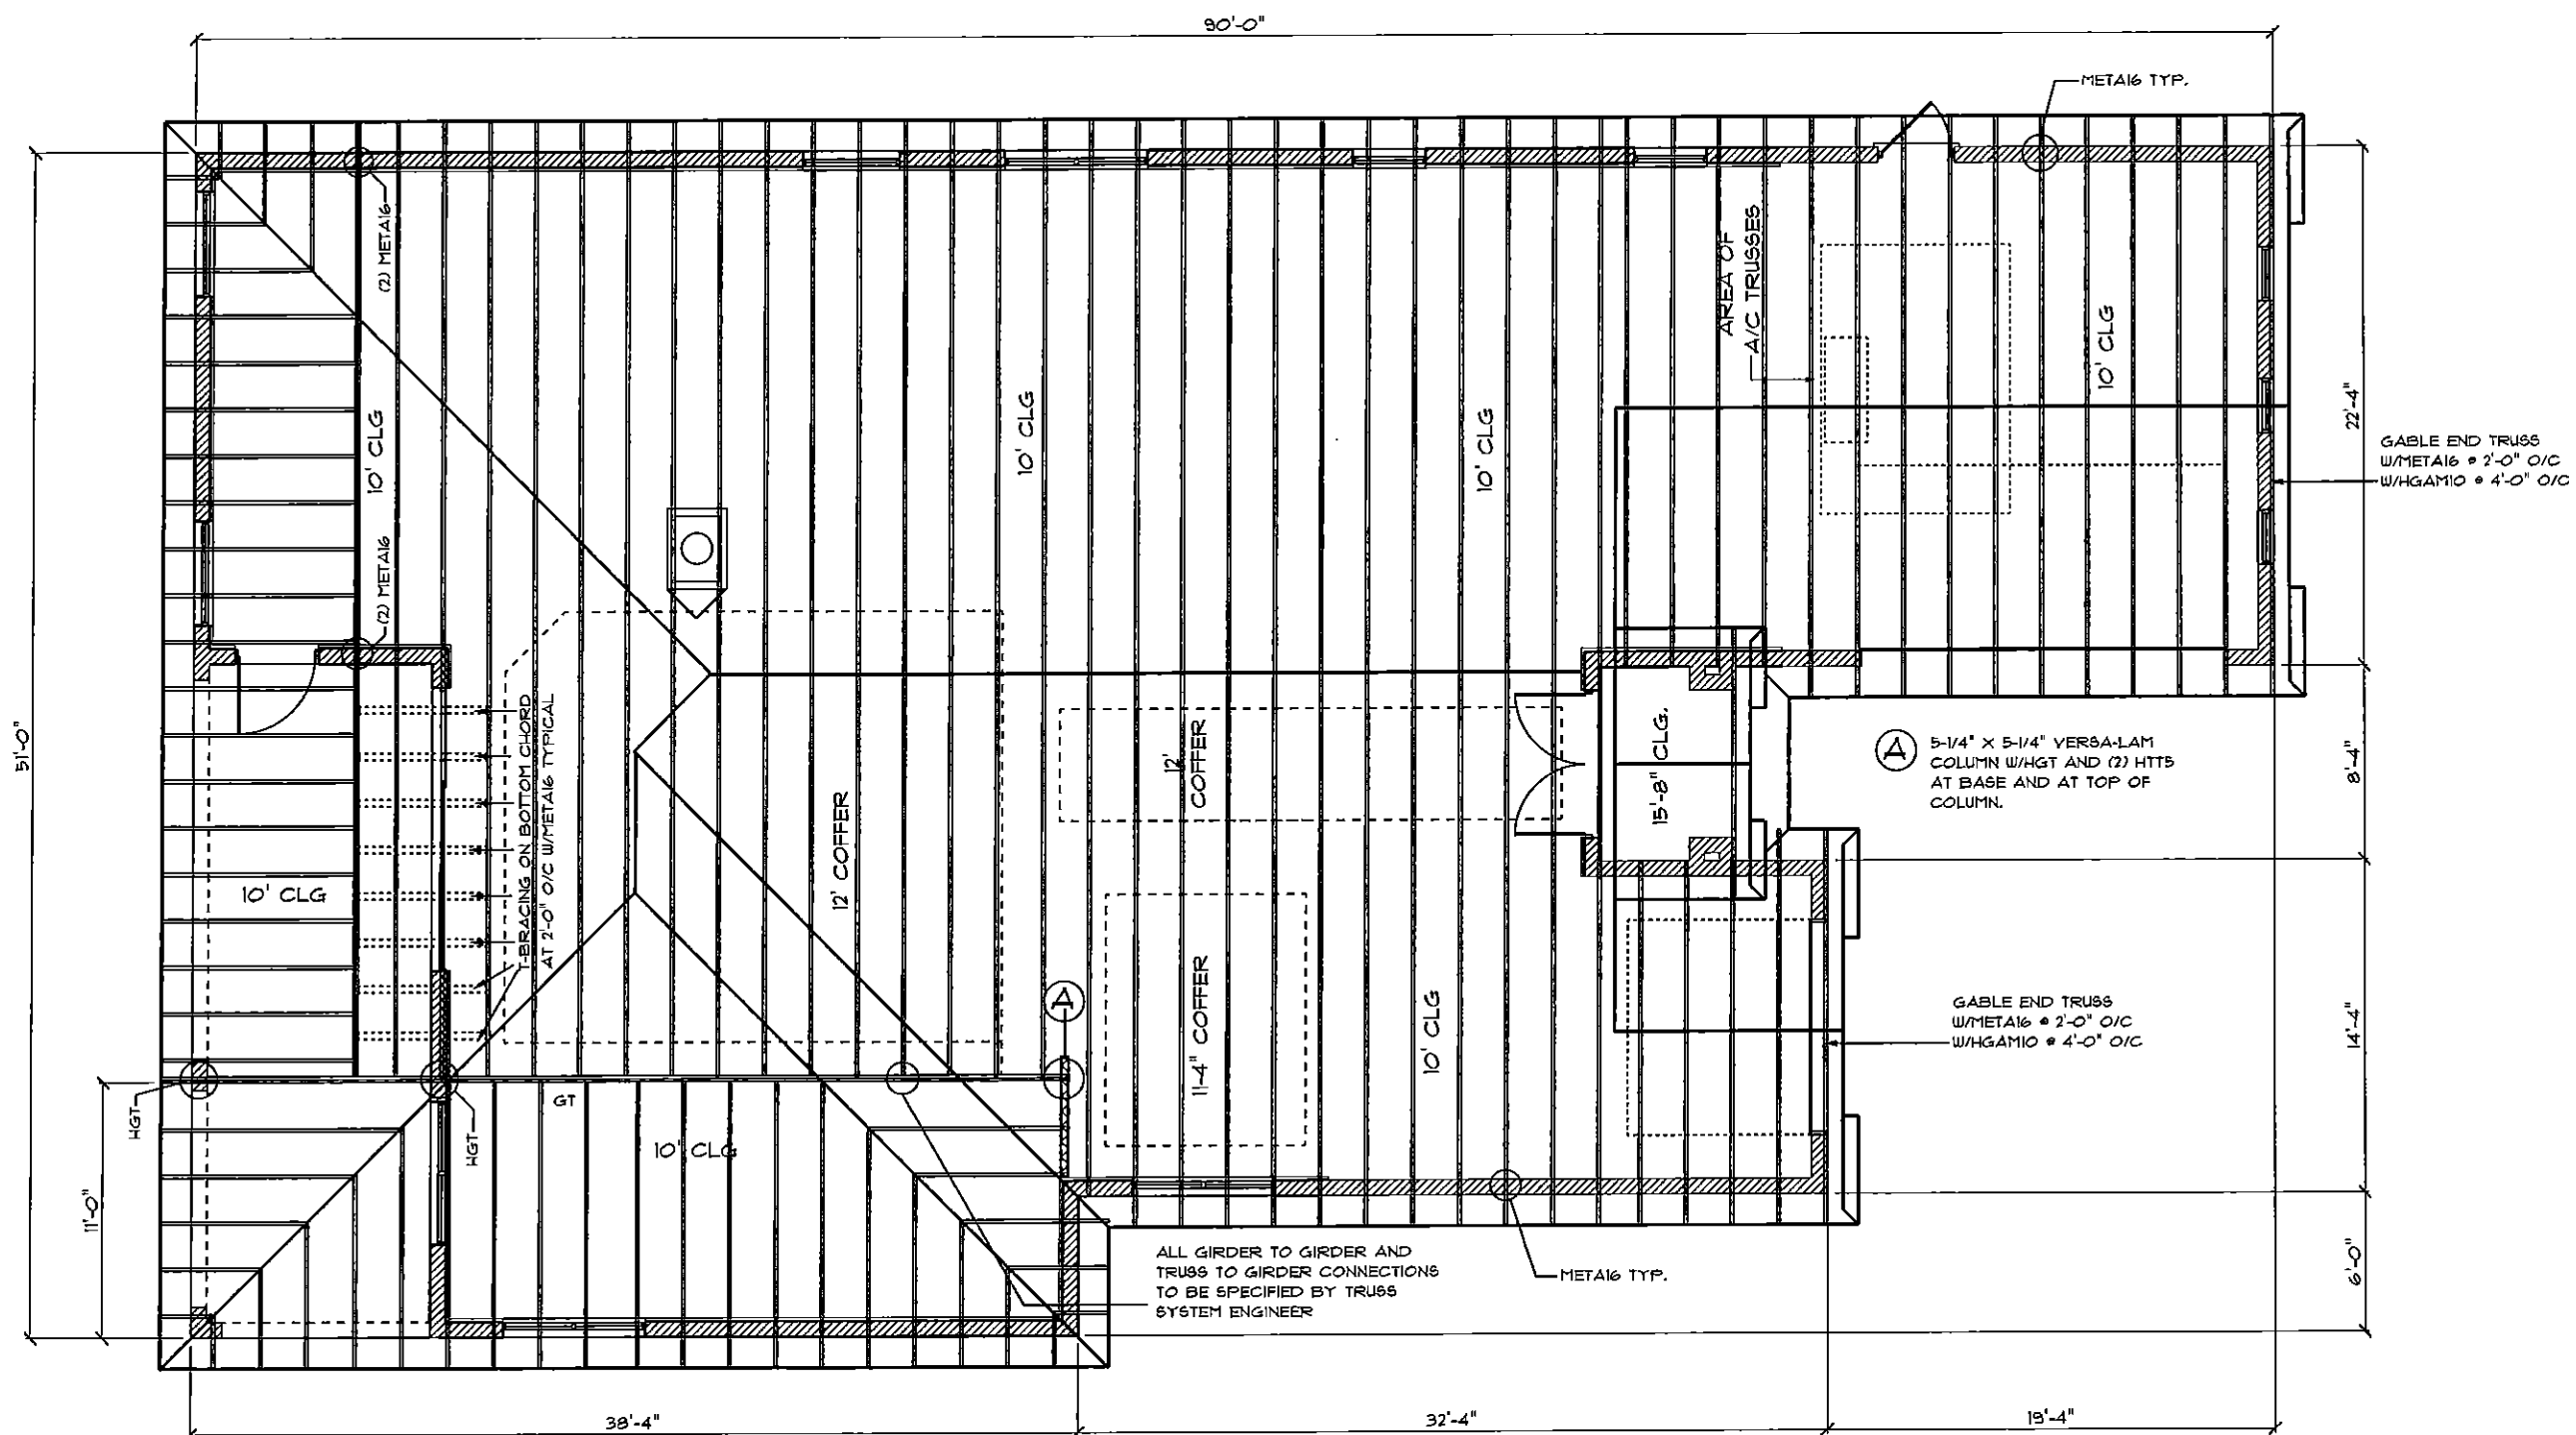 90'-0"
META16 TYP.
(2) META16
AREA OF
A/C TRUSSES
10' CLG
10' CLG
10' CLG
10' CLG
22'-4"
GABLE END TRUSS
W/META16 @ 2'-0" O/C
W/HGAM10 @ 4'-0" O/C
(2) META16
51'-0"
T-BRACING ON BOTTOM CHORD
AT 2'-0" O/C W/META16 TYPICAL
12' COFFER
12'
COFFER
15'-8" CLG.
A
5-1/4" X 5-1/4" VERSA-LAM
COLUMN W/HGT AND (2) HTT5
AT BASE AND AT TOP OF
COLUMN.
8'-4"
10' CLG
A
11'-4" COFFER
10' CLG
GABLE END TRUSS
W/META16 @ 2'-0" O/C
W/HGAM10 @ 4'-0" O/C
14'-4"
HGT
HGT
GT
10' CLG
11'-0"
ALL GIRDER TO GIRDER AND
TRUSS TO GIRDER CONNECTIONS
TO BE SPECIFIED BY TRUSS
SYSTEM ENGINEER
META16 TYP.
6'-0"
38'-4"
32'-4"
19'-4"